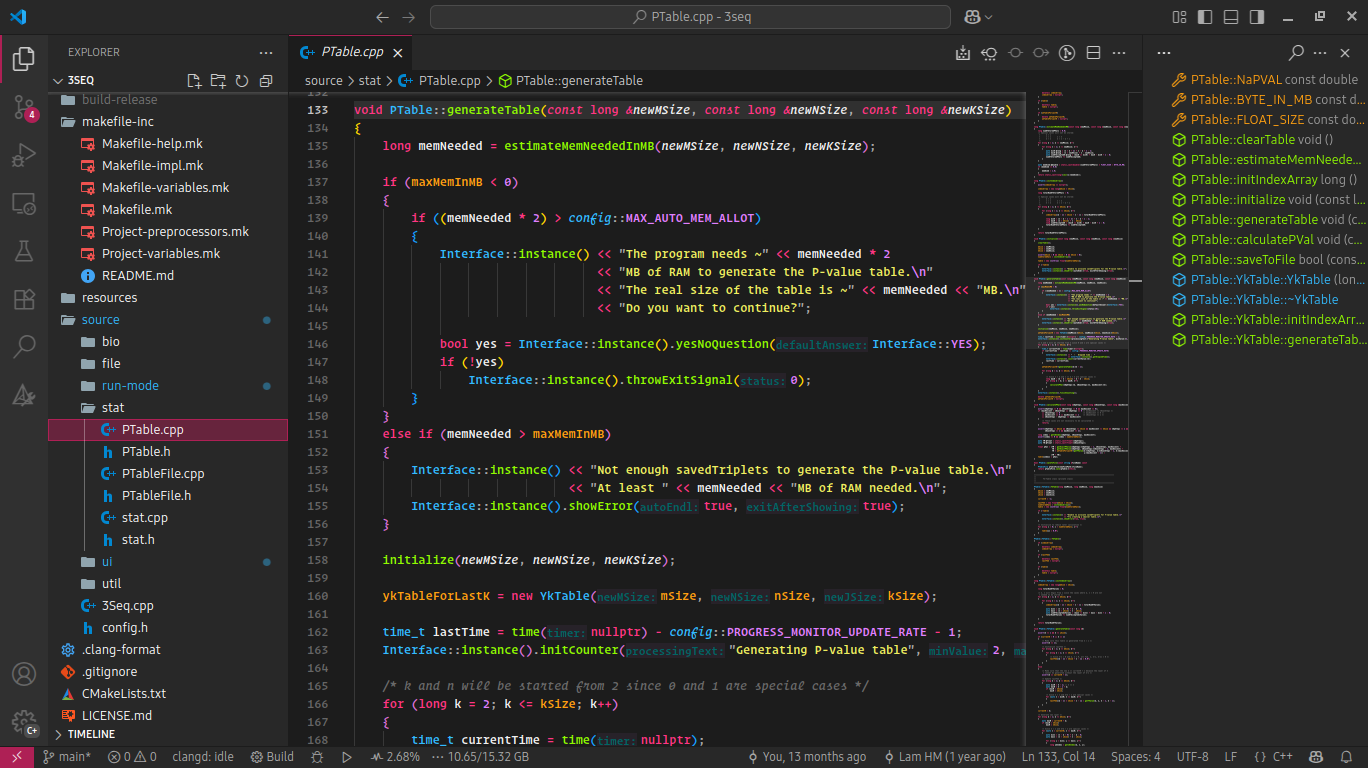 PTable.cpp - 3seq
EXPLORER
3SEQ
build-release
makefile-inc
Makefile-help.mk
Makefile-impl.mk
Makefile-variables.mk
Makefile.mk
Project-preprocessors.mk
Project-variables.mk
README.md
resources
source
bio
file
run-mode
stat
PTable.cpp
PTable.h
PTableFile.cpp
PTableFile.h
stat.cpp
stat.h
ui
util
3Seq.cpp
config.h
.clang-format
.gitignore
CMakeLists.txt
LICENSE.md
TIMELINE
4
C+
PTable.cpp
source > stat > PTable.cpp > PTable::generateTable
132
133 void PTable::generateTable(const long &newMSize, const long &newNSize, const long &newKSize)
134 {
135 long memNeeded = estimateMemNeededInMB(newMSize, newNSize, newKSize);
136
137 if (maxMemInMB < 0)
138 {
139 if ((memNeeded * 2) > config::MAX_AUTO_MEM_ALLOT)
140 {
141 Interface::instance() << "The program needs ~" << memNeeded * 2
142 << "MB of RAM to generate the P-value table.\n"
143 << "The real size of the table is ~" << memNeeded << "MB.\n"
144 << "Do you want to continue?";
145
146 bool yes = Interface::instance().yesNoQuestion(defaultAnswer: Interface::YES);
147 if (!yes)
148 Interface::instance().throwExitSignal(status: 0);
149 }
150 }
151 else if (memNeeded > maxMemInMB)
152 {
153 Interface::instance() << "Not enough savedTriplets to generate the P-value table.\n"
154 << "At least " << memNeeded << "MB of RAM needed.\n";
155 Interface::instance().showError(autoEndl: true, exitAfterShowing: true);
156 }
157
158 initialize(newMSize, newNSize, newKSize);
159
160 ykTableForLastK = new YkTable(newMSize: mSize, newNSize: nSize, newJSize: kSize);
161
162 time_t lastTime = time(timer: nullptr) - config::PROGRESS_MONITOR_UPDATE_RATE - 1;
163 Interface::instance().initCounter(processingText: "Generating P-value table", minValue: 2, ma
164
165 /* k and n will be started from 2 since 0 and 1 are special cases */
166 for (long k = 2; k <= kSize; k++)
167 {
168 time_t currentTime = time(timer: nullptr);
PTable::NaPVAL const double
PTable::BYTE_IN_MB const d...
PTable::FLOAT_SIZE const do...
PTable::clearTable void ()
PTable::estimateMemNeede...
PTable::initIndexArray long ()
PTable::initialize void (const l...
PTable::generateTable void (c...
PTable::calculatePVal void (c...
PTable::saveToFile bool (cons...
PTable::YkTable::YkTable (lon...
PTable::YkTable::~YkTable
PTable::YkTable::initIndexArr...
PTable::YkTable::generateTab...
main* 0 0 clangd: idle Build 2.68% 10.65/15.32 GB You, 13 months ago Lam HM (1 year ago) Ln 133, Col 14 Spaces: 4 UTF-8 LF {} C++